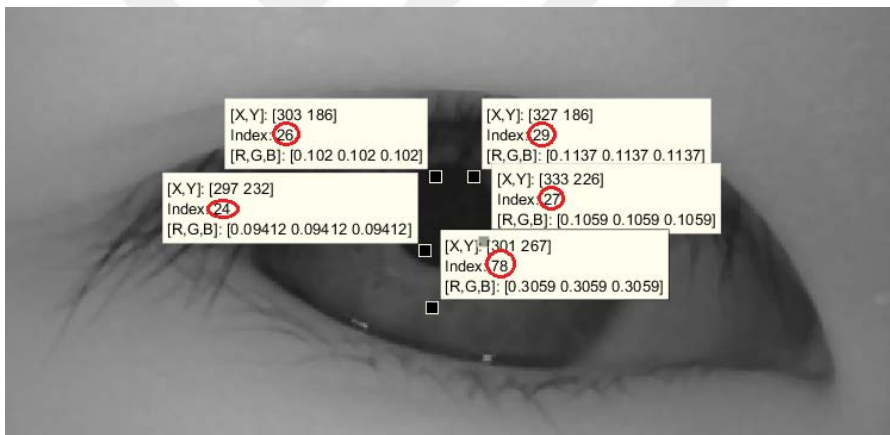 [X,Y]: [303 186]
Index: 26
[R,G,B]: [0.102 0.102 0.102]
[X,Y]: [327 186]
Index: 29
[R,G,B]: [0.1137 0.1137 0.1137]
[X,Y]: [297 232]
Index: 24
[R,G,B]: [0.09412 0.09412 0.09412]
[X,Y]: [333 226]
Index: 27
[R,G,B]: [0.1059 0.1059 0.1059]
[X,Y]: [301 267]
Index: 78
[R,G,B]: [0.3059 0.3059 0.3059]